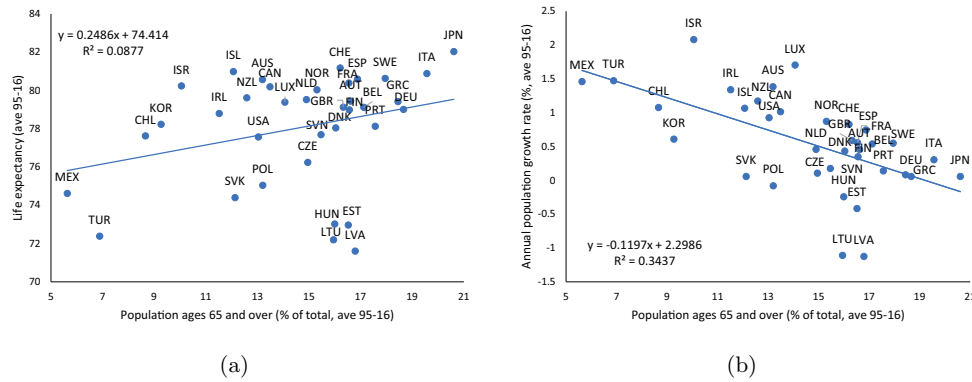 84
82
80
78
76
74
72
70
Life expectancy (ave 95-16)
y = 0.2486x + 74.414
R² = 0.0877
JPN
CHE
ESP
SWE
ITA
ISL
AUS
NOR
FRA
ISR
CAN
AUT
GRC
NZL
LUX
NLD
BEL
DEU
KOR
IRL
GBR
FIN
CHL
USA
SVN
DNK
PRT
CZE
MEX
SVK
POL
TUR
HUN
EST
LTU
LVA
5 7 9 11 13 15 17 19 21
Population ages 65 and over (% of total, ave 95-16)
(a)
2.5
2
1.5
1
0.5
0
-0.5
-1
-1.5
Annual population growth rate (%, ave 95-16)
ISR
LUX
MEX
TUR
IRL
AUS
CHL
ISL
NZL
CAN
USA
NOR
CHE
KOR
GBR
ESP
FRA
NLD
DNK
AUT
BEL
SWE
FIN
ITA
SVK
POL
CZE
SVN
PRT
DEU
JPN
HUN
GRC
EST
LTU
LVA
y = -0.1197x + 2.2986
R² = 0.3437
5 7 9 11 13 15 17 19 21
Population ages 65 and over (% of total, ave 95-16)
(b)